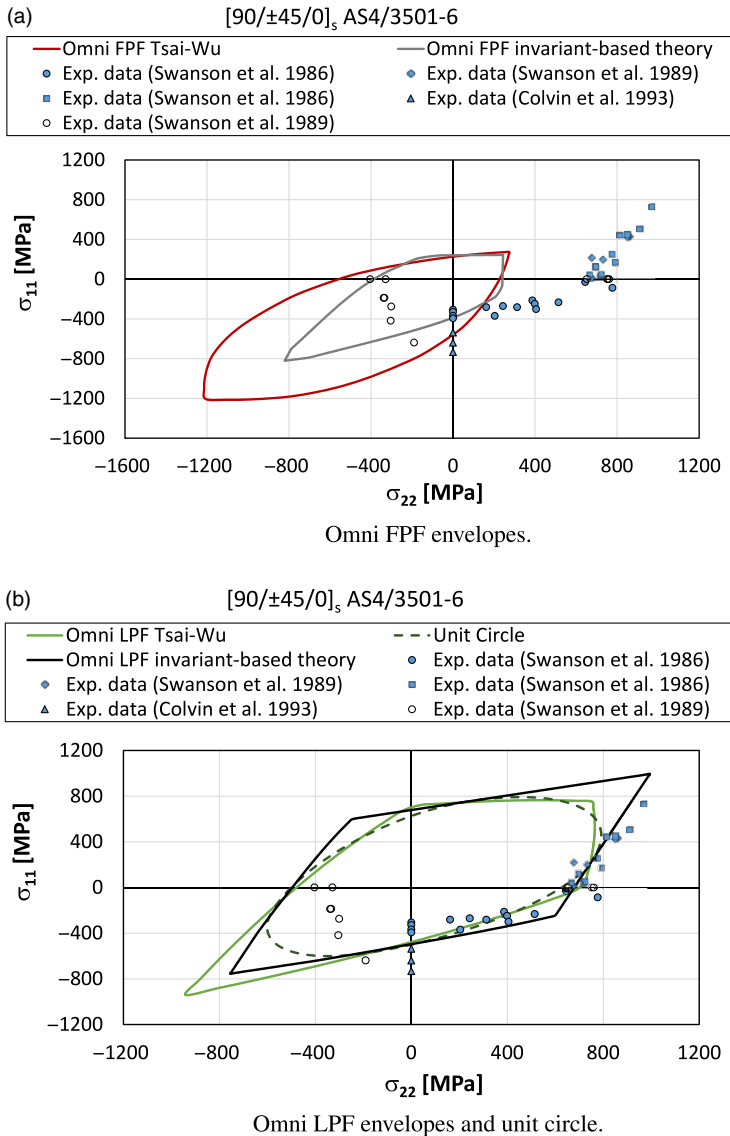 (a)
[90/±45/0]s AS4/3501-6
Omni FPF Tsai-Wu
Omni FPF invariant-based theory
Exp. data (Swanson et al. 1986)
Exp. data (Swanson et al. 1989)
Exp. data (Swanson et al. 1986)
Exp. data (Colvin et al. 1993)
Exp. data (Swanson et al. 1989)
1200
800
400
0
−400
−800
−1200
−1600
σ11 [MPa]
−1600 −1200 −800 −400 0 400 800 1200
σ22 [MPa]
Omni FPF envelopes.
(b)
[90/±45/0]s AS4/3501-6
Omni LPF Tsai-Wu
Unit Circle
Omni LPF invariant-based theory
Exp. data (Swanson et al. 1986)
Exp. data (Swanson et al. 1989)
Exp. data (Swanson et al. 1986)
Exp. data (Colvin et al. 1993)
Exp. data (Swanson et al. 1989)
1200
800
400
0
−400
−800
−1200
σ11 [MPa]
−1200 −800 −400 0 400 800 1200
σ22 [MPa]
Omni LPF envelopes and unit circle.